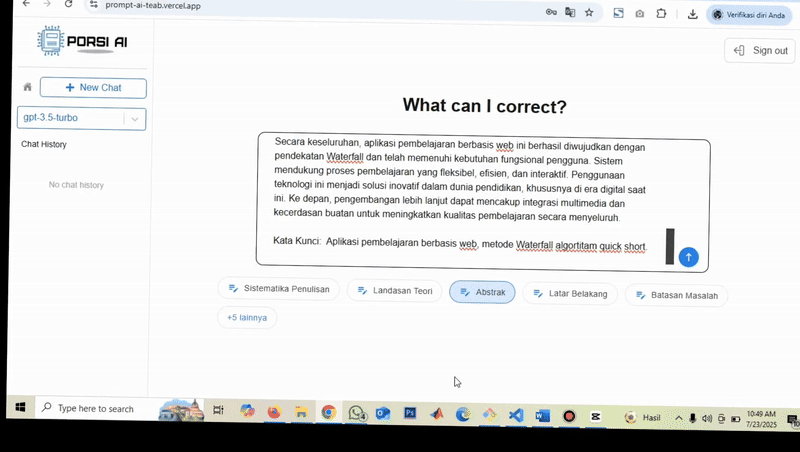 prompt-ai-teab.vercel.app
Verifikasi diri Anda
PORSI AI
Sign out
+ New Chat
gpt-3.5-turbo
Chat History
No chat history
What can I correct?
Secara keseluruhan, aplikasi pembelajaran berbasis web ini berhasil diwujudkan dengan
pendekatan Waterfall dan telah memenuhi kebutuhan fungsional pengguna. Sistem
mendukung proses pembelajaran yang fleksibel, efisien, dan interaktif. Penggunaan
teknologi ini menjadi solusi inovatif dalam dunia pendidikan, khususnya di era digital saat
ini. Ke depan, pengembangan lebih lanjut dapat mencakup integrasi multimedia dan
kecerdasan buatan untuk meningkatkan kualitas pembelajaran secara menyeluruh.
Kata Kunci: Aplikasi pembelajaran berbasis web, metode Waterfall algortitam quick short.
Sistematika Penulisan
Landasan Teori
Abstrak
Latar Belakang
Batasan Masalah
+5 lainnya
Type here to search
Hasil
10:49 AM
7/23/2025